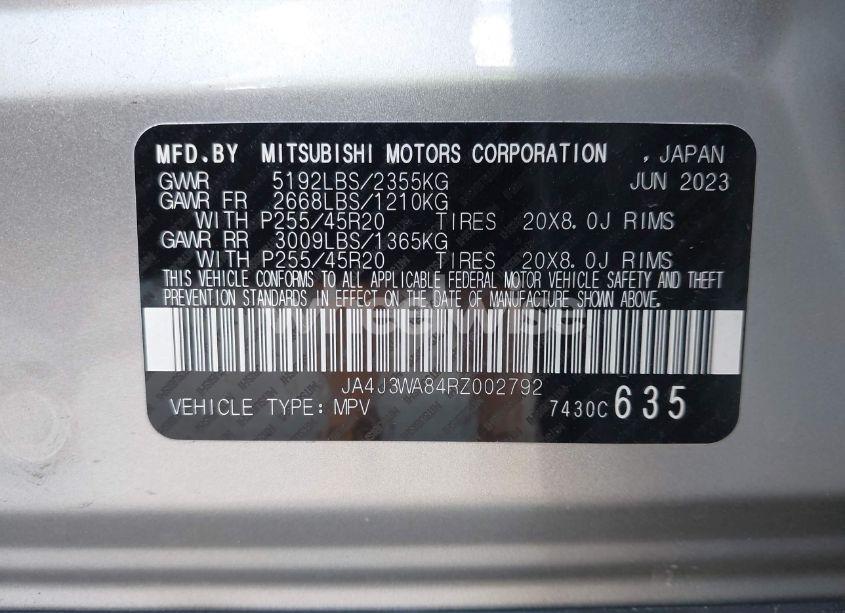 MFD.BY MITSUBISHI MOTORS CORPORATION , JAPAN
GVWR 5192LBS/2355KG JUN 2023
GAWR FR 2668LBS/1210KG
WITH P255/45R20 TIRES 20X8.0J RIMS
GAWR RR 3009LBS/1365KG
WITH P255/45R20 TIRES 20X8.0J RIMS
THIS VEHICLE CONFORMS TO ALL APPLICABLE FEDERAL MOTOR VEHICLE SAFETY AND THEFT
PREVENTION STANDARDS IN EFFECT ON THE DATE OF MANUFACTURE SHOWN ABOVE.
wheelwise
JA4J3WA84RZ002792
VEHICLE TYPE: MPV 7430C 635